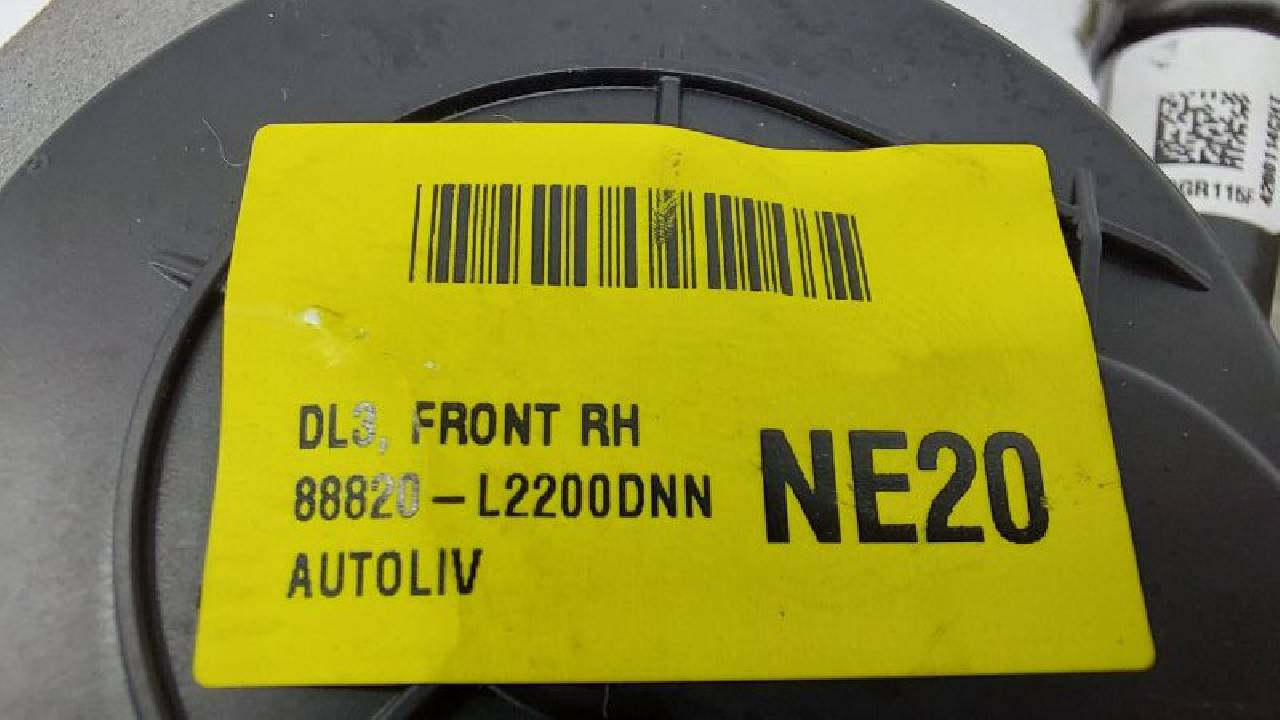 DL3, FRONT RH
88820-L2200DNN
NE20
AUTOLIV